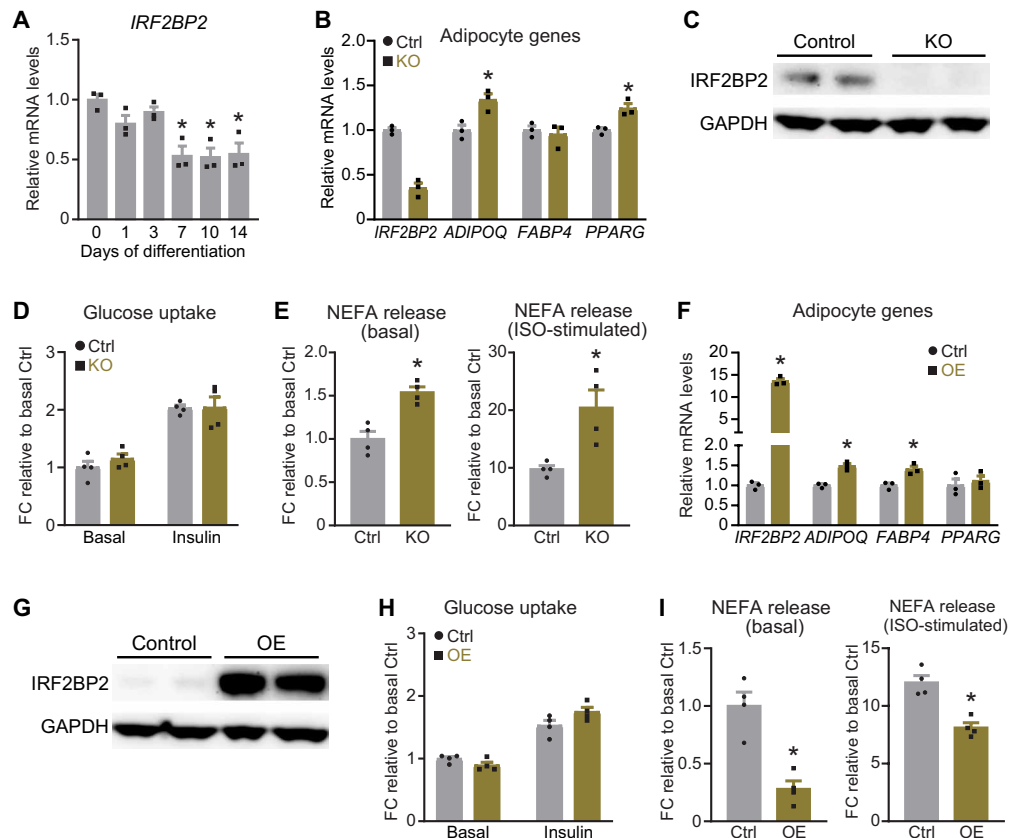 A
IRF2BP2
Relative mRNA levels
1.5
1.0
0.5
0
* * *
0 1 3 7 10 14
Days of differentiation
B
Adipocyte genes
Ctrl
KO
Relative mRNA levels
2.0
1.5
1.0
0.5
0
* *
IRF2BP2 ADIPOQ FABP4 PPARG
C
Control KO
IRF2BP2
GAPDH
D
Glucose uptake
Ctrl
KO
FC relative to basal Ctrl
3
2
1
0
Basal Insulin
E
NEFA release
(basal)
FC relative to basal Ctrl
2.0
1.5
1.0
0.5
0.0
*
Ctrl KO
NEFA release
(ISO-stimulated)
30
20
10
0
*
Ctrl KO
F
Adipocyte genes
Ctrl
OE
Relative mRNA levels
20
15
10
5
2.0
1.5
1.0
0.5
0
* * *
IRF2BP2 ADIPOQ FABP4 PPARG
G
Control OE
IRF2BP2
GAPDH
H
Glucose uptake
Ctrl
OE
FC relative to basal Ctrl
3
2
1
0
Basal Insulin
I
NEFA release
(basal)
FC relative to basal Ctrl
1.5
1.0
0.5
0
*
Ctrl OE
NEFA release
(ISO-stimulated)
FC relative to basal Ctrl
15
10
5
0
*
Ctrl OE